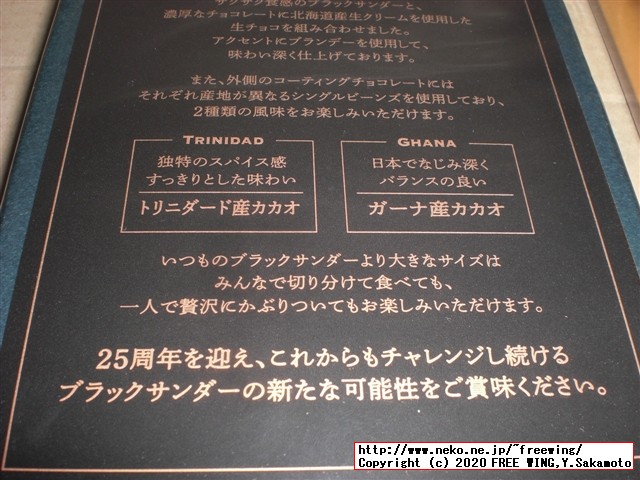 サクサク食感のブラックサンダーと、
濃厚なチョコレートに北海道産生クリームを使用した
生チョコを組み合わせました。
アクセントにブランデーを使用して、
味わい深く仕上げております。
また、外側のコーティングチョコレートには
それぞれ産地が異なるシングルビーンズを使用しており、
2種類の風味をお楽しみいただけます。
TRINIDAD
独特のスパイス感
すっきりとした味わい
トリニダード産カカオ
GHANA
日本でなじみ深く
バランスの良い
ガーナ産カカオ
いつものブラックサンダーより大きなサイズは
みんなで切り分けて食べても、
一人で贅沢にかぶりついてもお楽しみいただけます。
25周年を迎え、これからもチャレンジし続ける
ブラックサンダーの新たな可能性をご賞味ください。
http://www.neko.ne.jp/~freewing/
Copyright (c) 2020 FREE WING,Y.Sakamoto